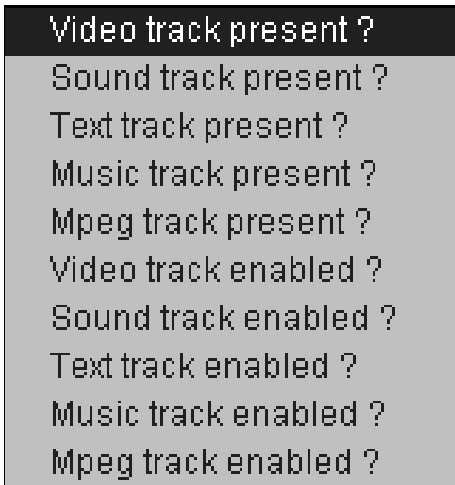 Video track present ?
Sound track present ?
Text track present ?
Music track present ?
Mpeg track present ?
Video track enabled ?
Sound track enabled ?
Text track enabled ?
Music track enabled ?
Mpeg track enabled ?